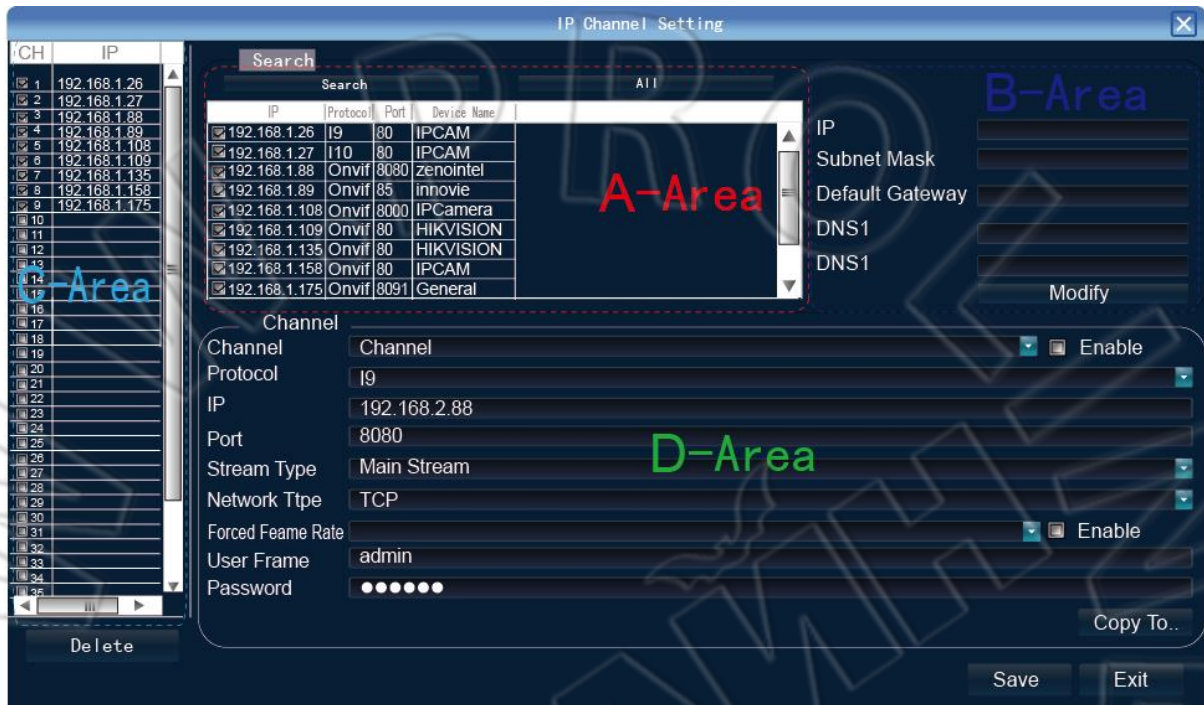 IP Channel Setting
CH IP
1 192.168.1.26
2 192.168.1.27
3 192.168.1.88
4 192.168.1.89
5 192.168.1.108
6 192.168.1.109
7 192.168.1.135
8 192.168.1.158
9 192.168.1.175
10
11
12
13
14
15
16
17
18
19
20
21
22
23
24
25
26
27
28
29
30
31
32
33
34
35
C-Area
Delete
Search
Search All
IP Protocol Port Device Name
192.168.1.26 I9 80 IPCAM
192.168.1.27 I10 80 IPCAM
192.168.1.88 Onvif 8080 zenointel
192.168.1.89 Onvif 85 innovie
192.168.1.108 Onvif 8000 IPCamera
192.168.1.109 Onvif 80 HIKVISION
192.168.1.135 Onvif 80 HIKVISION
192.168.1.158 Onvif 80 IPCAM
192.168.1.175 Onvif 8091 General
A-Area
B-Area
IP
Subnet Mask
Default Gateway
DNS1
DNS1
Modify
Channel
Channel Channel Enable
Protocol I9
IP 192.168.2.88
Port 8080
Stream Type Main Stream
Network Ttpe TCP
Forced Feame Rate Enable
User Frame admin
Password ●●●●●●
D-Area
Copy To..
Save Exit